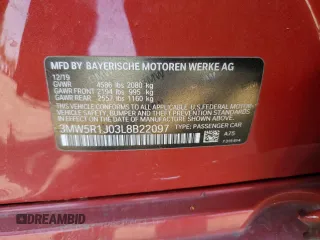 MFD BY BAYERISCHE MOTOREN WERKE AG
12/19
GVWR 4586 lbs 2080 kg
GAWR FRONT 2194 lbs 995 kg
GAWR REAR 2557 lbs 1160 kg
THIS VEHICLE CONFORMS TO ALL APPLICABLE U.S. FEDERAL MOTOR
VEHICLE SAFETY, BUMPER AND THEFT PREVENTION STANDARDS
IN EFFECT ON THE DATE OF MANUFACTURE SHOWN ABOVE.
3MW5R1J03L8B22097 TYPE: PASSENGER CAR
A75
DREAMBID